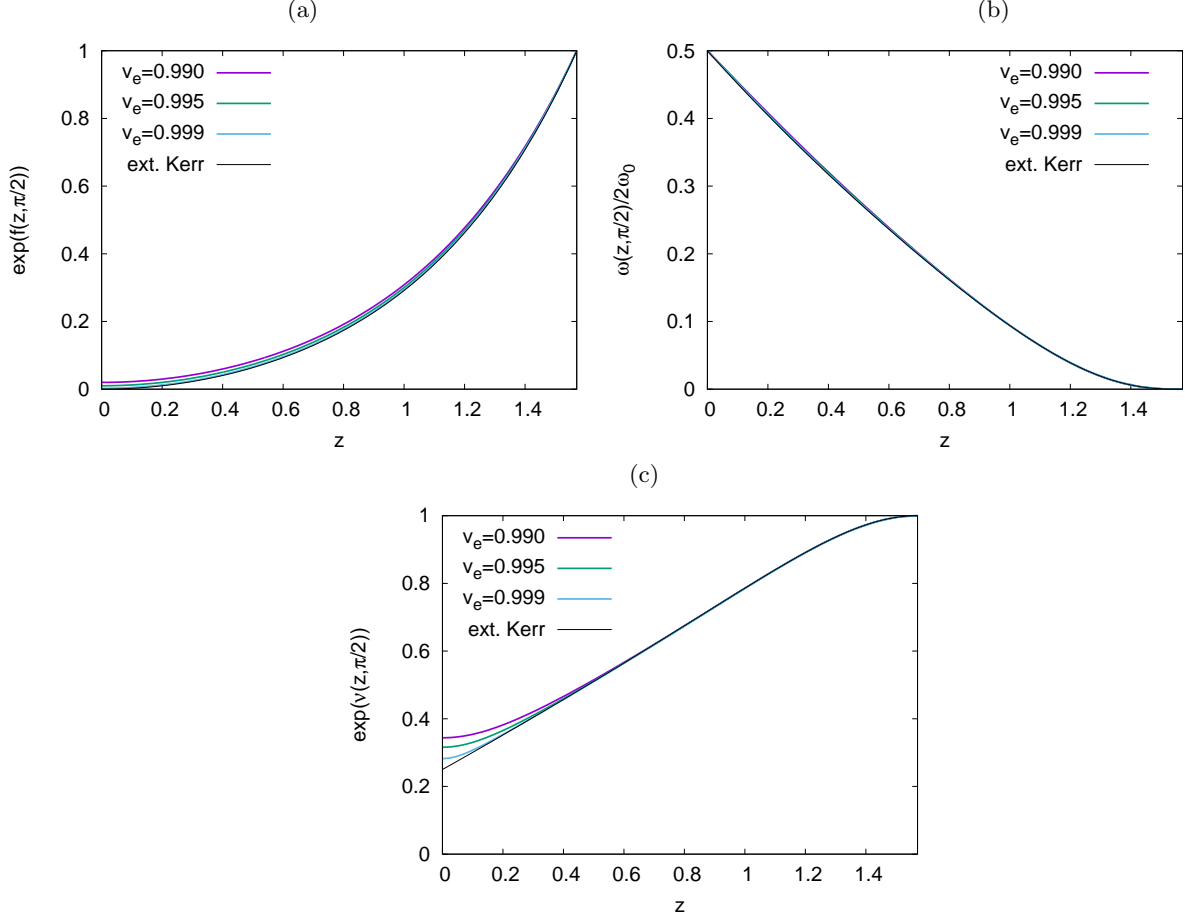 (a)
exp(f(z,π/2))
1
0.8
0.6
0.4
0.2
0
v_e=0.990
v_e=0.995
v_e=0.999
ext. Kerr
0 0.2 0.4 0.6 0.8 1 1.2 1.4
z
(b)
ω(z,π/2)/2ω₀
0.5
0.4
0.3
0.2
0.1
0
v_e=0.990
v_e=0.995
v_e=0.999
ext. Kerr
0 0.2 0.4 0.6 0.8 1 1.2 1.4
z
(c)
exp(ν(z,π/2))
1
0.8
0.6
0.4
0.2
0
v_e=0.990
v_e=0.995
v_e=0.999
ext. Kerr
0 0.2 0.4 0.6 0.8 1 1.2 1.4
z